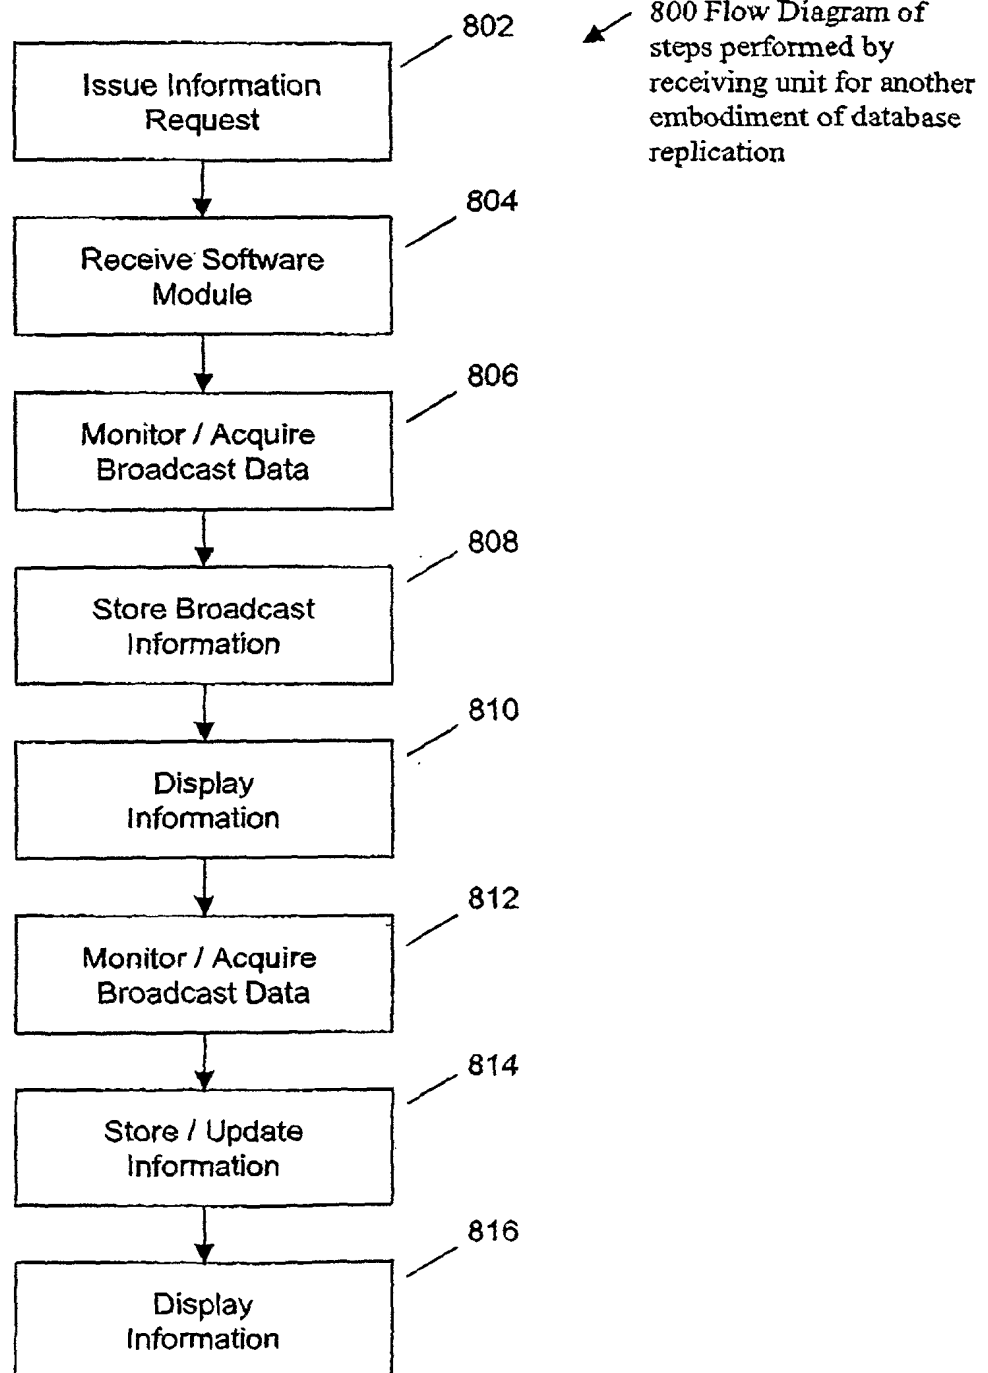 802
800 Flow Diagram of
steps performed by
receiving unit for another
embodiment of database
replication
Issue Information
Request
804
Receive Software
Module
806
Monitor / Acquire
Broadcast Data
808
Store Broadcast
Information
810
Display
Information
812
Monitor / Acquire
Broadcast Data
814
Store / Update
Information
816
Display
Information